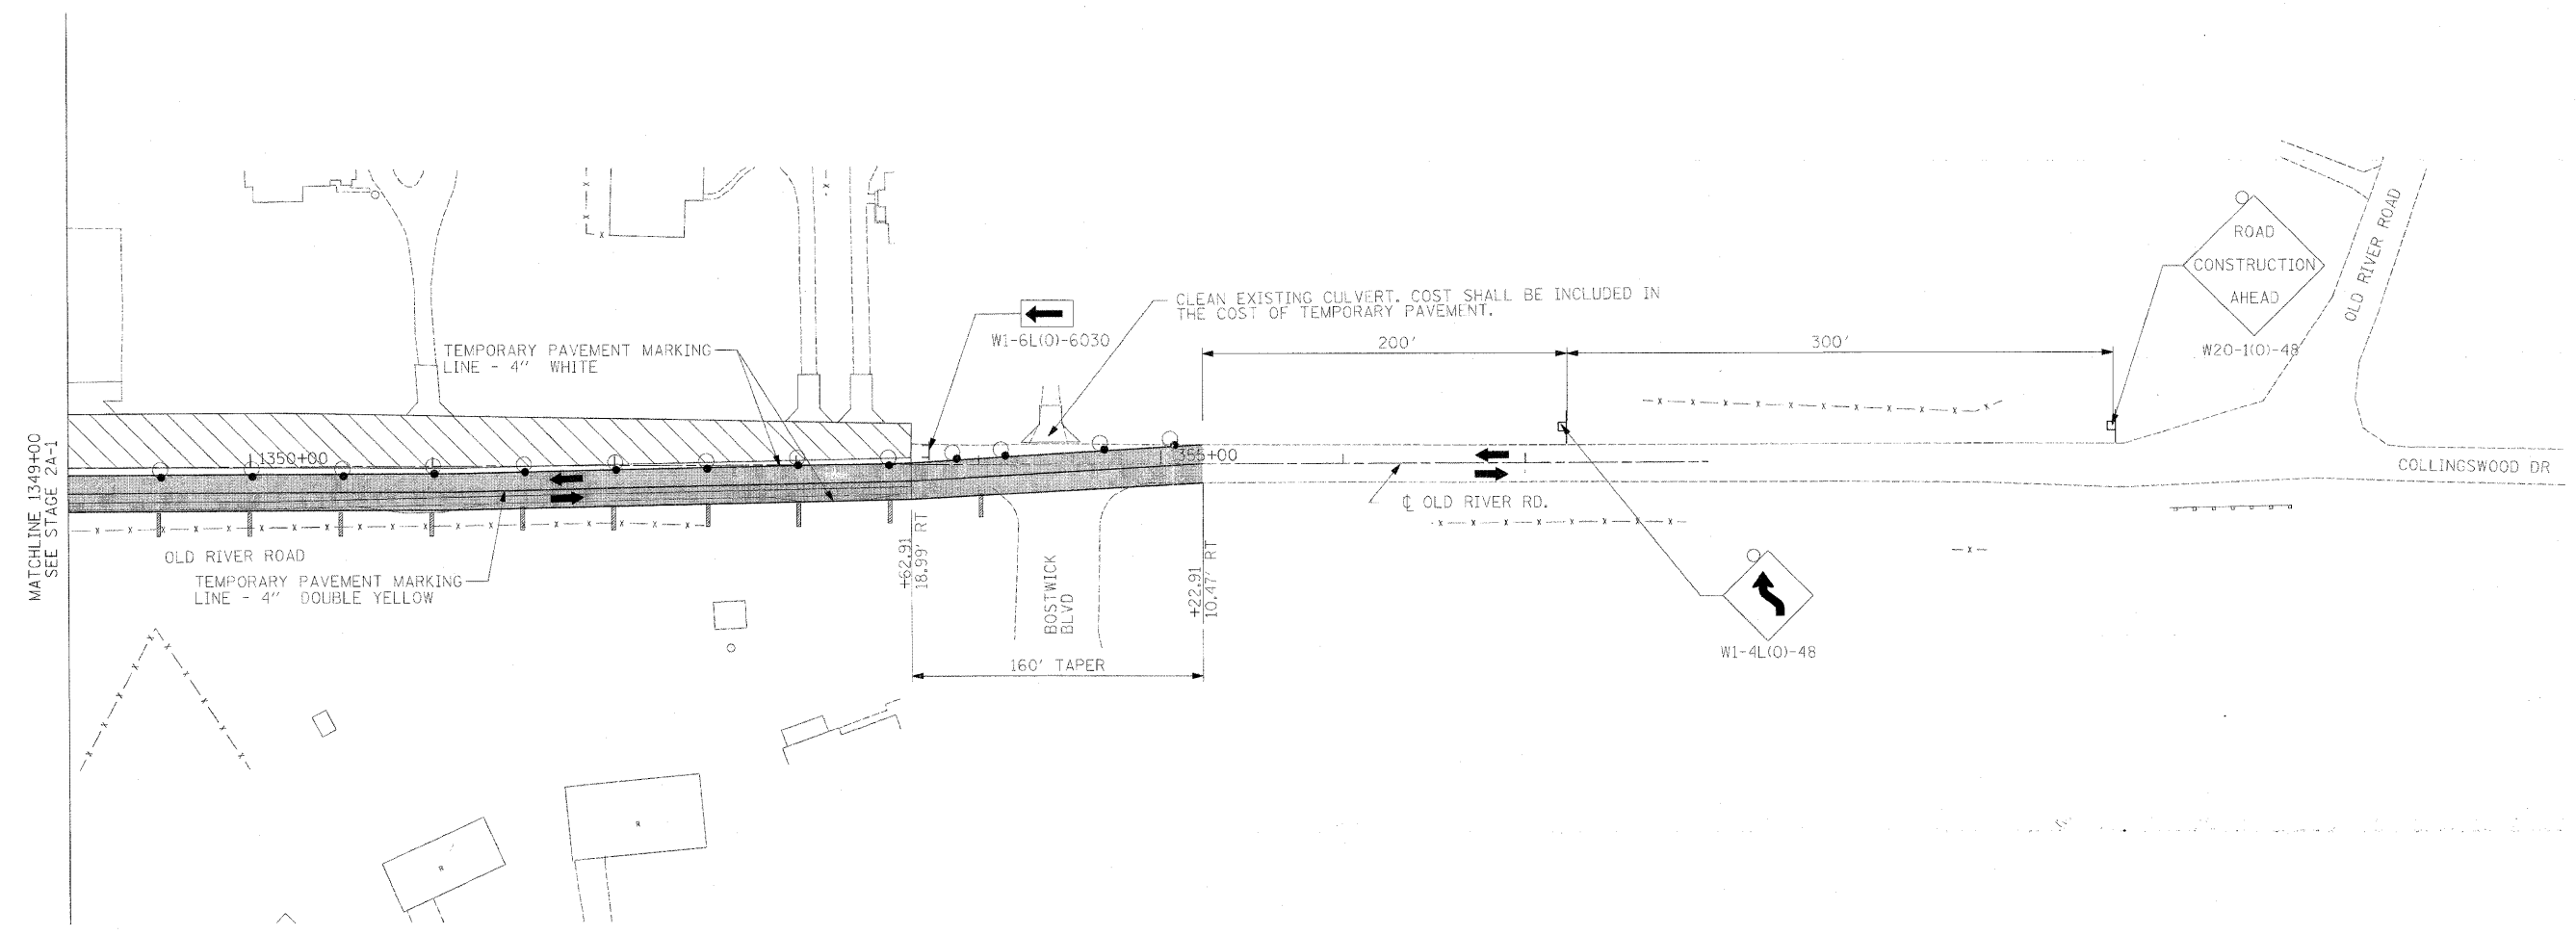 MATCHLINE 1349+00
SEE STAGE 2A-1
1350+00
TEMPORARY PAVEMENT MARKING
LINE - 4" WHITE
OLD RIVER ROAD
TEMPORARY PAVEMENT MARKING
LINE - 4" DOUBLE YELLOW
W1-6L(O)-6030
CLEAN EXISTING CULVERT. COST SHALL BE INCLUDED IN
THE COST OF TEMPORARY PAVEMENT.
+62.91
18.99' RT
BOSTWICK
BLVD
160' TAPER
1355+00
+22.91
10.47' RT
200'
300'
℄ OLD RIVER RD.
W1-4L(O)-48
ROAD
CONSTRUCTION
AHEAD
W20-1(O)-48
OLD RIVER ROAD
COLLINGSWOOD DR